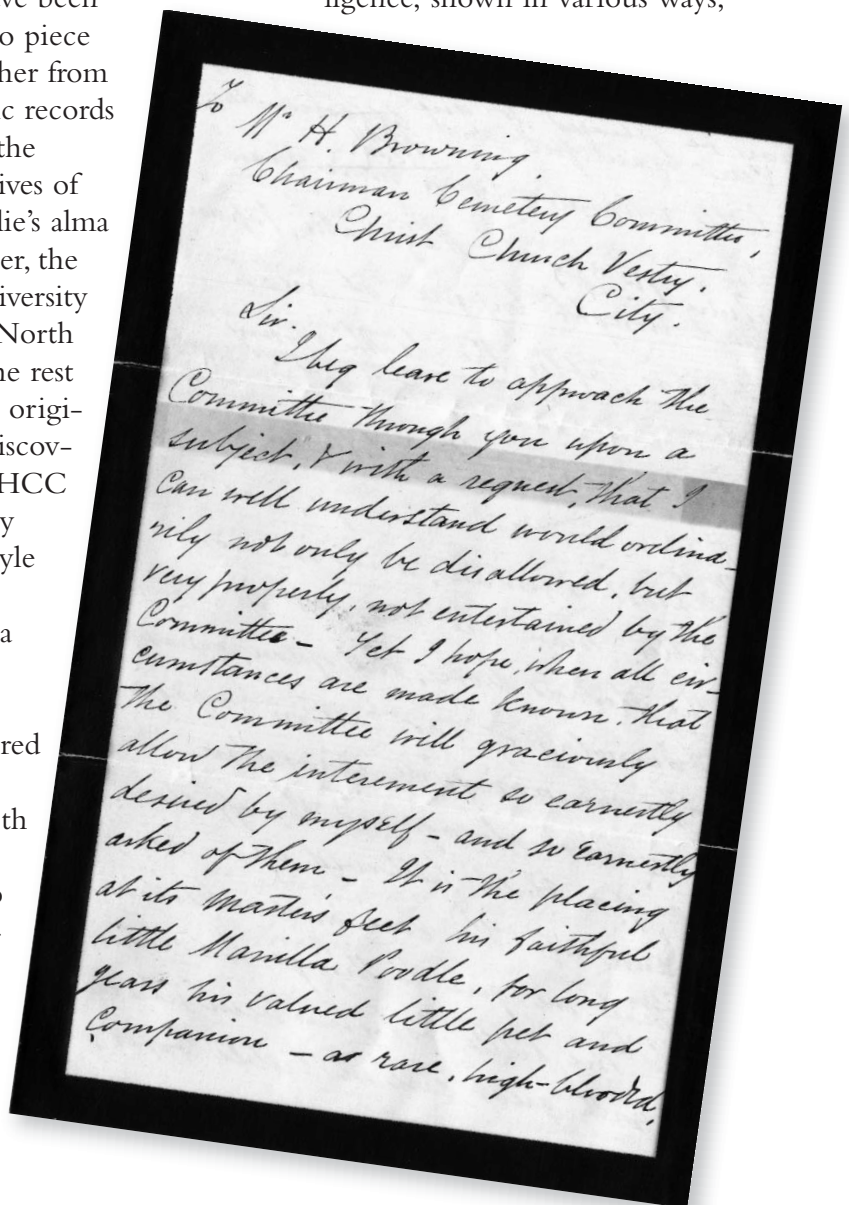 ve been
o piece
her from
c records
the
ives of
lie's alma
er, the
iversity
North
ne rest
origi-
iscov-
HCC
y
yle
a
red
th
ligence, shown in various ways,
To Mr H. Browning.
Chairman Cemetery Committee,
Christ Church Vestry.
City.
Sir.
I beg leave to approach the
Committee through you upon a
subject, & with a request, that I
can well understand would ordina-
rily not only be disallowed, but
very properly, not entertained by the
Committee - Yet I hope, when all cir-
cumstances are made known, that
the Committee will graciously
allow the interement so earnestly
desired by myself - and so earnestly
asked of them - It is the placing
at its master's feet his faithful
little Manilla Poodle, for long
years his valued little pet and
companion - as rare, high-blooded,